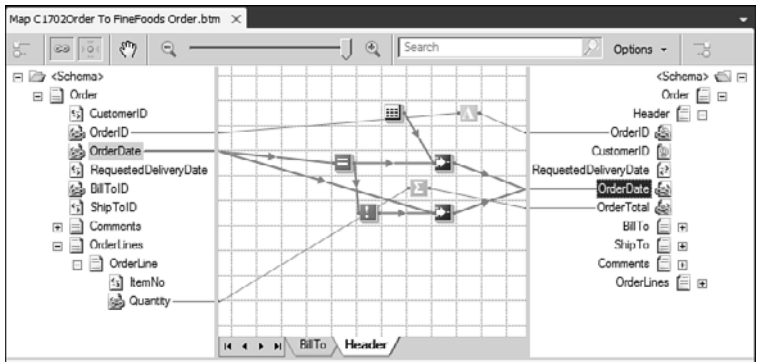 Map C1702Order To FineFoods Order.btm
Search
Options
<Schema>
Order
CustomerID
OrderID
OrderDate
RequestedDeliveryDate
BillToID
ShipToID
Comments
OrderLines
OrderLine
ItemNo
Quantity
<Schema>
Order
Header
OrderID
CustomerID
RequestedDeliveryDate
OrderDate
OrderTotal
BillTo
ShipTo
Comments
OrderLines
BillTo
Header